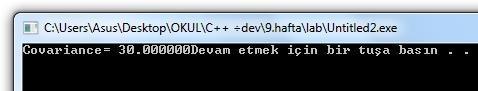 C:\Users\Asus\Desktop\OKUL\C++ ÷dev\9.hafta\lab\Untitled2.exe
Covariance= 30.000000Devam etmek için bir tuşa basın . .